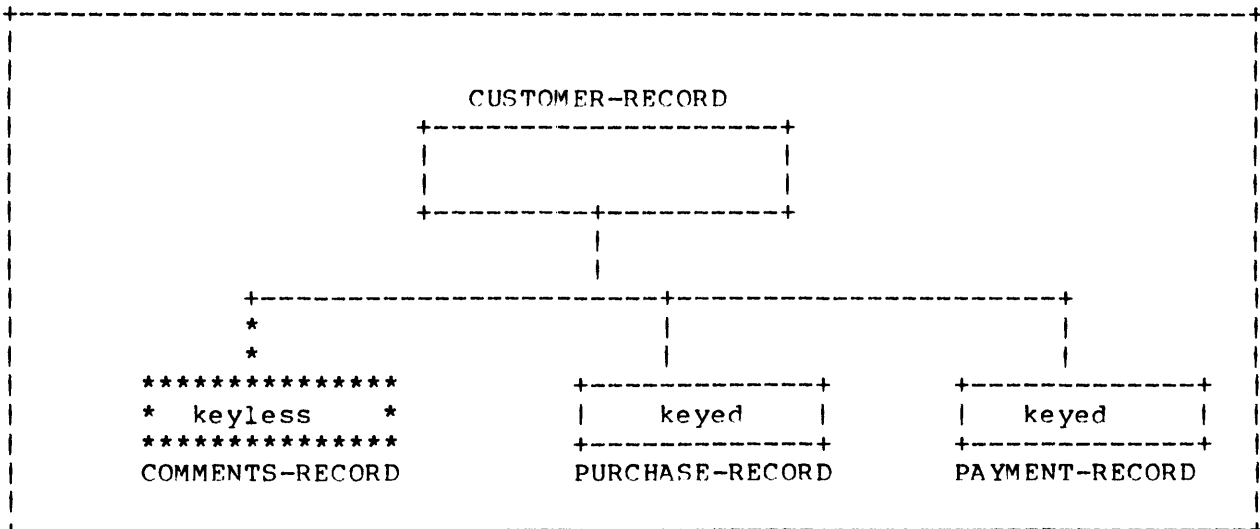 CUSTOMER-RECORD
keyless keyed keyed
COMMENTS-RECORD PURCHASE-RECORD PAYMENT-RECORD